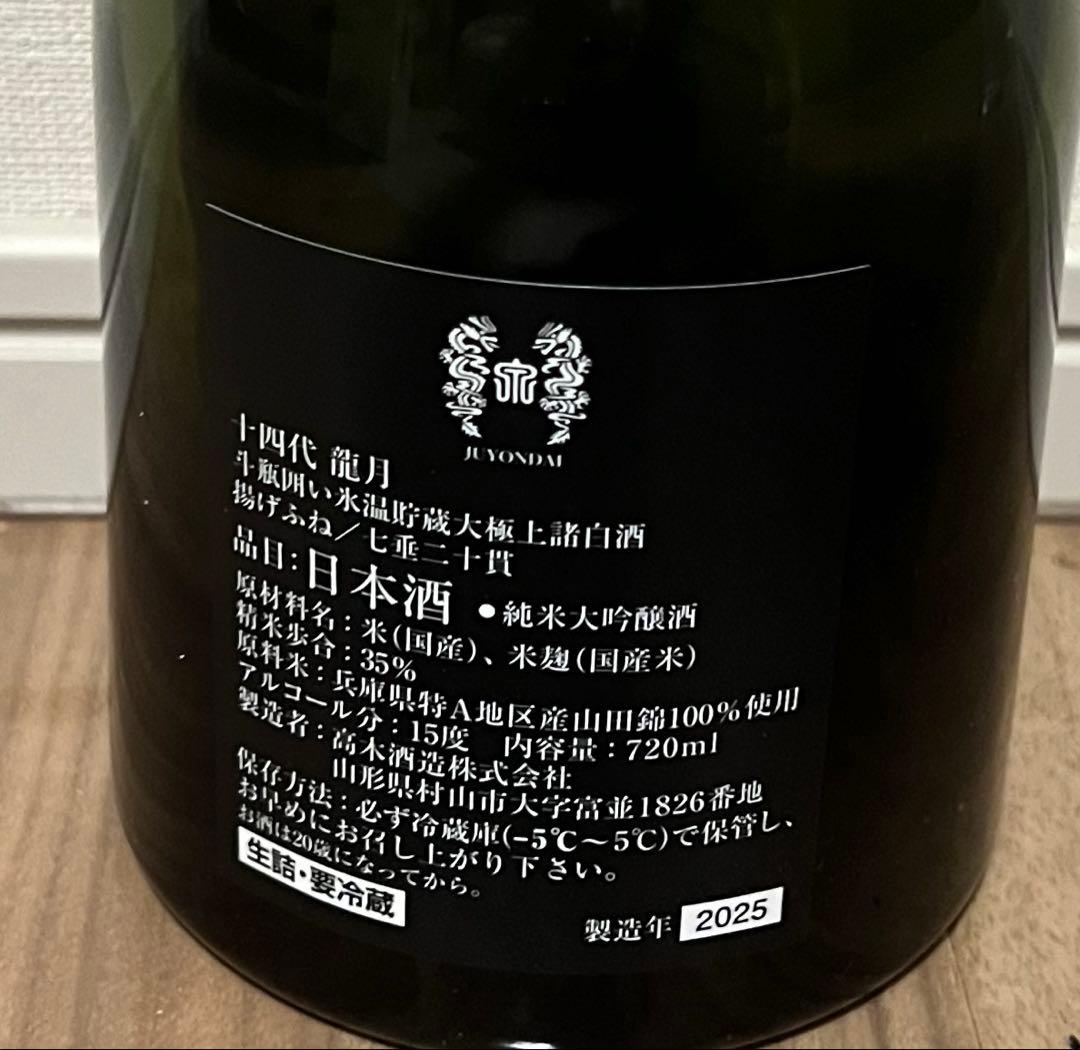 JUYONDAI
十四代 龍月
斗瓶囲い氷温貯蔵大極上諸白酒
揚げふね／七垂二十貫
品目：日本酒 ●純米大吟醸酒
原材料名：米(国産)、米麹(国産米)
精米歩合：35%
原料米：兵庫県特A地区産山田錦100%使用
アルコール分：15度 内容量：720ml
製造者：高木酒造株式会社
山形県村山市大字富並1826番地
保存方法：必ず冷蔵庫(-5℃～5℃)で保管し、
お早めにお召し上がり下さい。
お酒は20歳になってから。
生詰・要冷蔵
製造年 2025